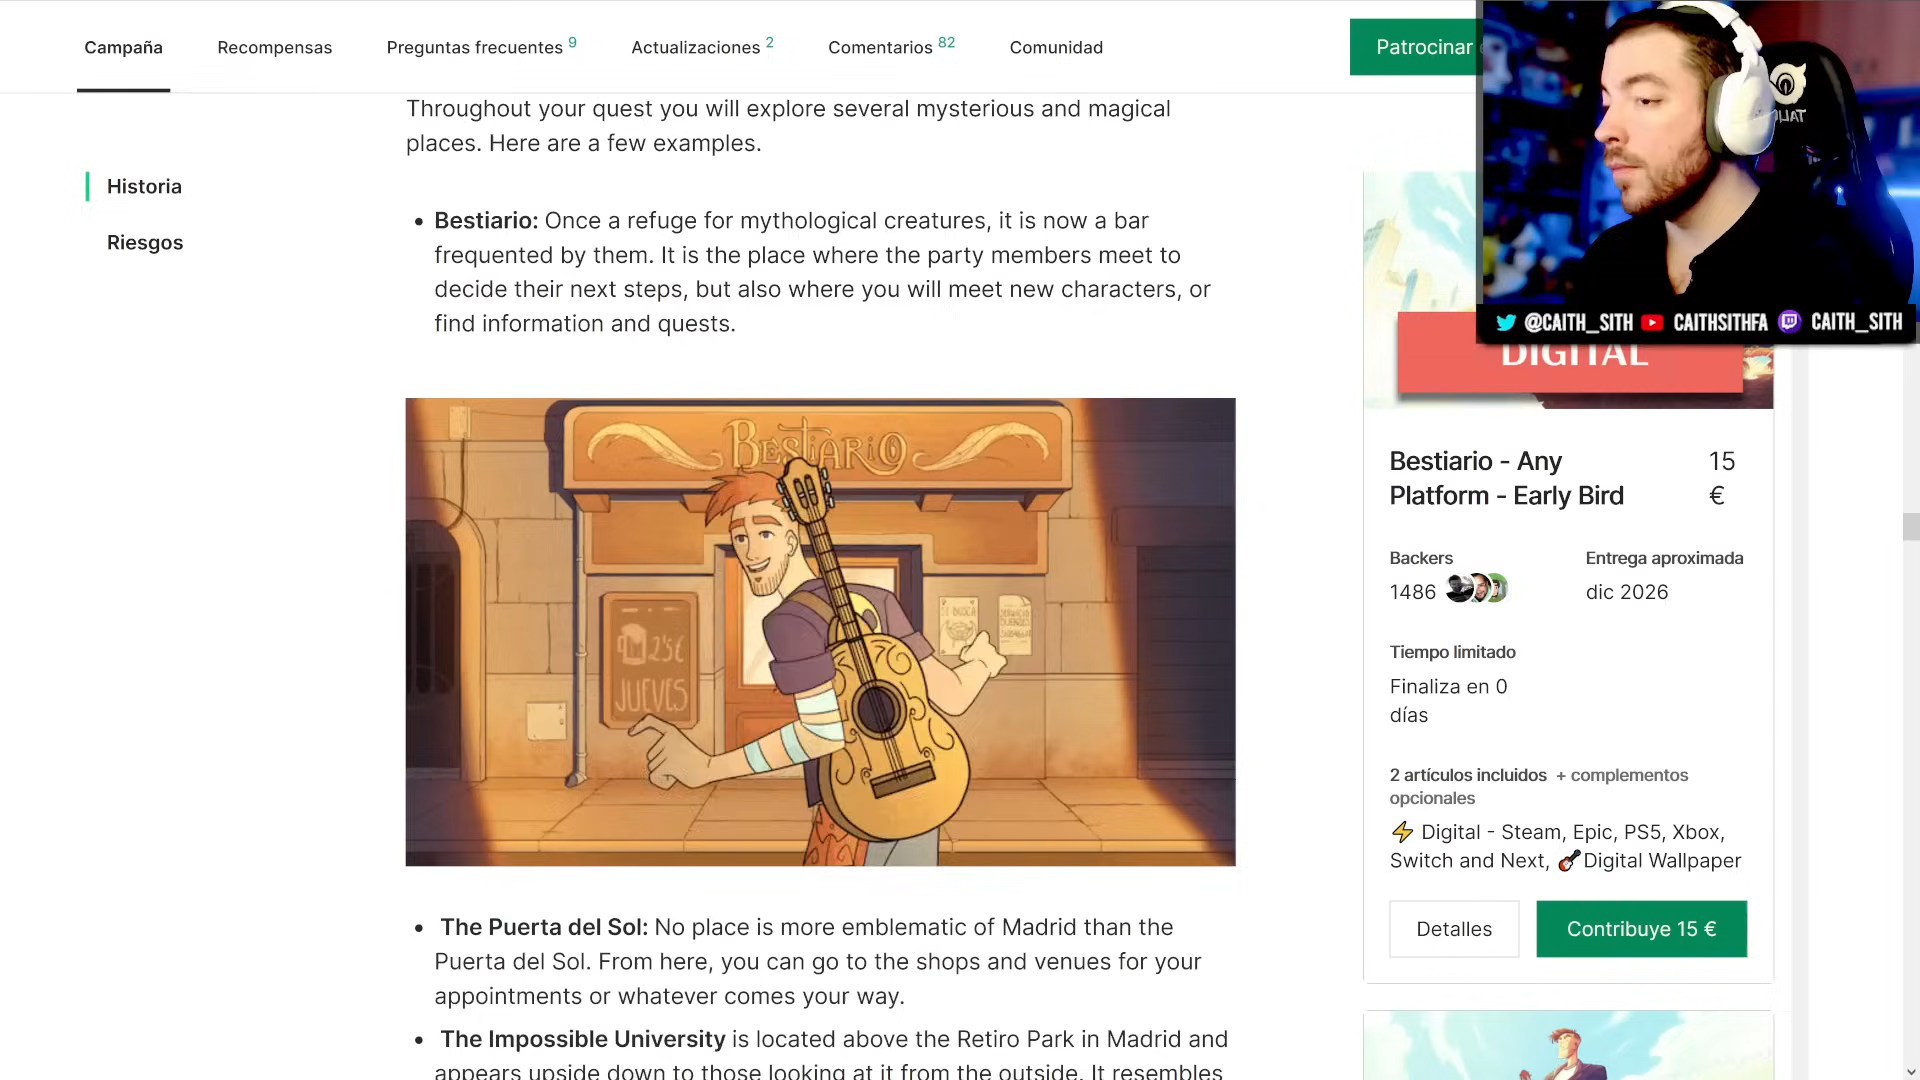 Campaña
Recompensas
Preguntas frecuentes 9
Actualizaciones 2
Comentarios 82
Comunidad
Patrocinar
Historia
Riesgos
Throughout your quest you will explore several mysterious and magical
places. Here are a few examples.
• Bestiario: Once a refuge for mythological creatures, it is now a bar
frequented by them. It is the place where the party members meet to
decide their next steps, but also where you will meet new characters, or
find information and quests.
BESTIARIO
2'5€
JUEVES
SE BUSCA
• The Puerta del Sol: No place is more emblematic of Madrid than the
Puerta del Sol. From here, you can go to the shops and venues for your
appointments or whatever comes your way.
• The Impossible University is located above the Retiro Park in Madrid and
appears upside down to those looking at it from the outside. It resembles
@CAITH_SITH CAITHSITHFA CAITH_SITH
DIGITAL
Bestiario - Any
Platform - Early Bird
15
€
Backers
1486
Entrega aproximada
dic 2026
Tiempo limitado
Finaliza en 0
días
2 artículos incluidos + complementos
opcionales
⚡ Digital - Steam, Epic, PS5, Xbox,
Switch and Next, 🎸Digital Wallpaper
Detalles
Contribuye 15 €